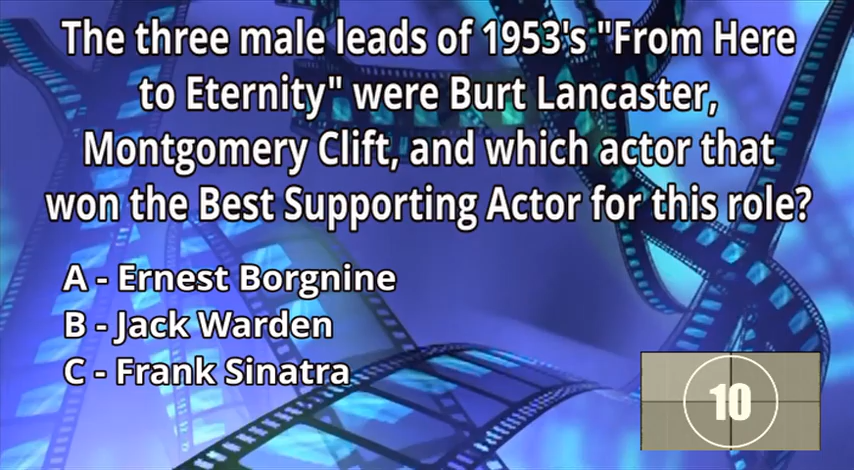 The three male leads of 1953's "From Here
to Eternity" were Burt Lancaster,
Montgomery Clift, and which actor that
won the Best Supporting Actor for this role?
A - Ernest Borgnine
B - Jack Warden
C - Frank Sinatra
10